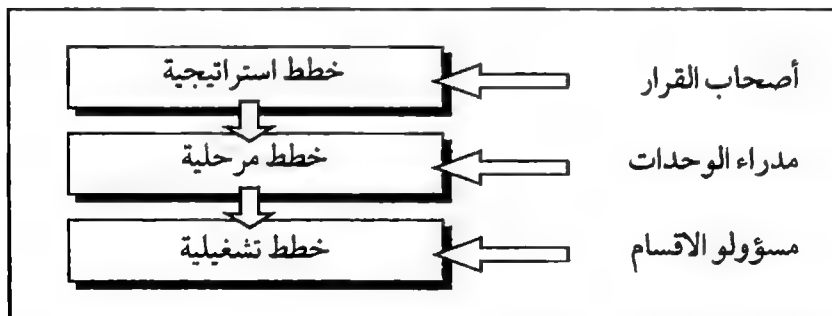 أصحاب القرار خطط استراتيجية
مدراء الوحدات خطط مرحلية
مسؤولو الاقسام خطط تشغيلية